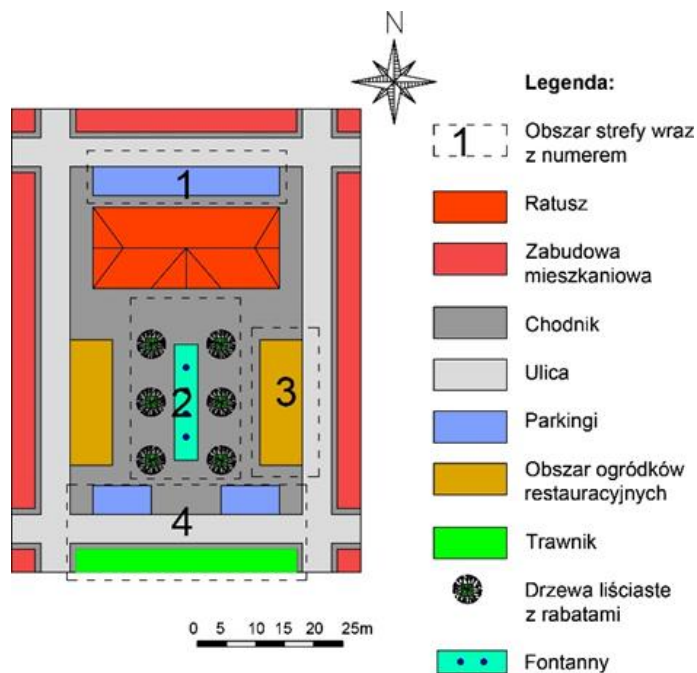 N
Legenda:
1
Obszar strefy wraz
z numerem
Ratusz
Zabudowa
mieszkaniowa
Chodnik
Ulica
Parkingi
Obszar ogródków
restauracyjnych
Trawnik
Drzewa liściaste
z rabatami
Fontanny
1
2
3
4
0 5 10 15 20 25m